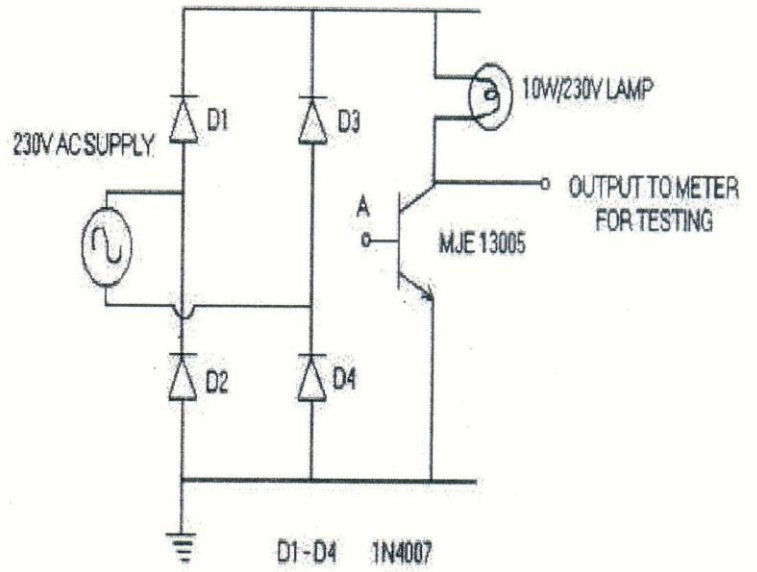 D1
D3
10W/230V LAMP
230V AC SUPPLY
A
OUTPUT TO METER
FOR TESTING
MJE 13005
D2
D4
D1-D4 1N4007